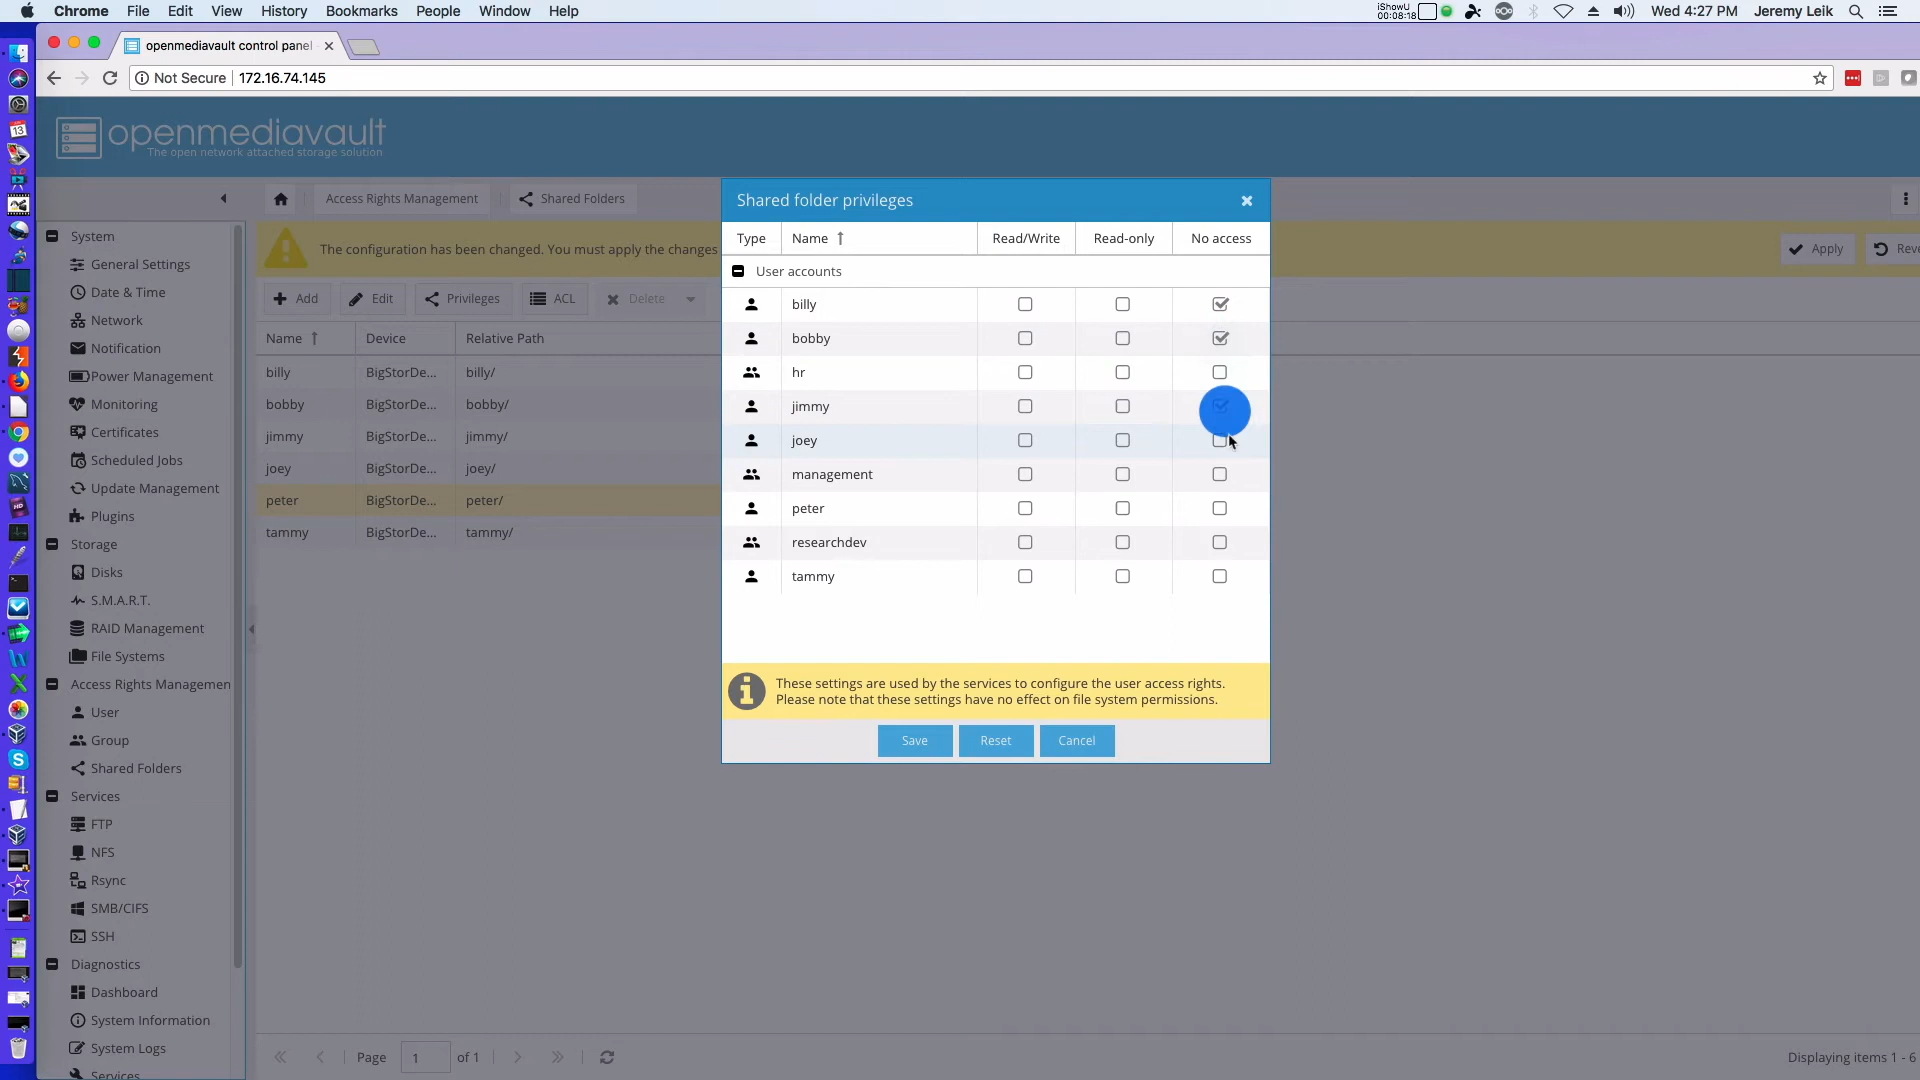 Chrome File Edit View History Bookmarks People Window Help
iShowU
00:08:18
Wed 4:27 PM Jeremy Leik
openmediavault control panel
Not Secure 172.16.74.145
openmediavault
The open network attached storage solution
Access Rights Management Shared Folders
The configuration has been changed. You must apply the changes
Apply Reve
Add Edit Privileges ACL Delete
Name Device Relative Path
billy BigStorDe... billy/
bobby BigStorDe... bobby/
jimmy BigStorDe... jimmy/
joey BigStorDe... joey/
peter BigStorDe... peter/
tammy BigStorDe... tammy/
System
General Settings
Date & Time
Network
Notification
Power Management
Monitoring
Certificates
Scheduled Jobs
Update Management
Plugins
Storage
Disks
S.M.A.R.T.
RAID Management
File Systems
Access Rights Managemen
User
Group
Shared Folders
Services
FTP
NFS
Rsync
SMB/CIFS
SSH
Diagnostics
Dashboard
System Information
System Logs
Services
Shared folder privileges
Type Name Read/Write Read-only No access
User accounts
billy
bobby
hr
jimmy
joey
management
peter
researchdev
tammy
These settings are used by the services to configure the user access rights.
Please note that these settings have no effect on file system permissions.
Save Reset Cancel
Page 1 of 1
Displaying items 1 - 6
13